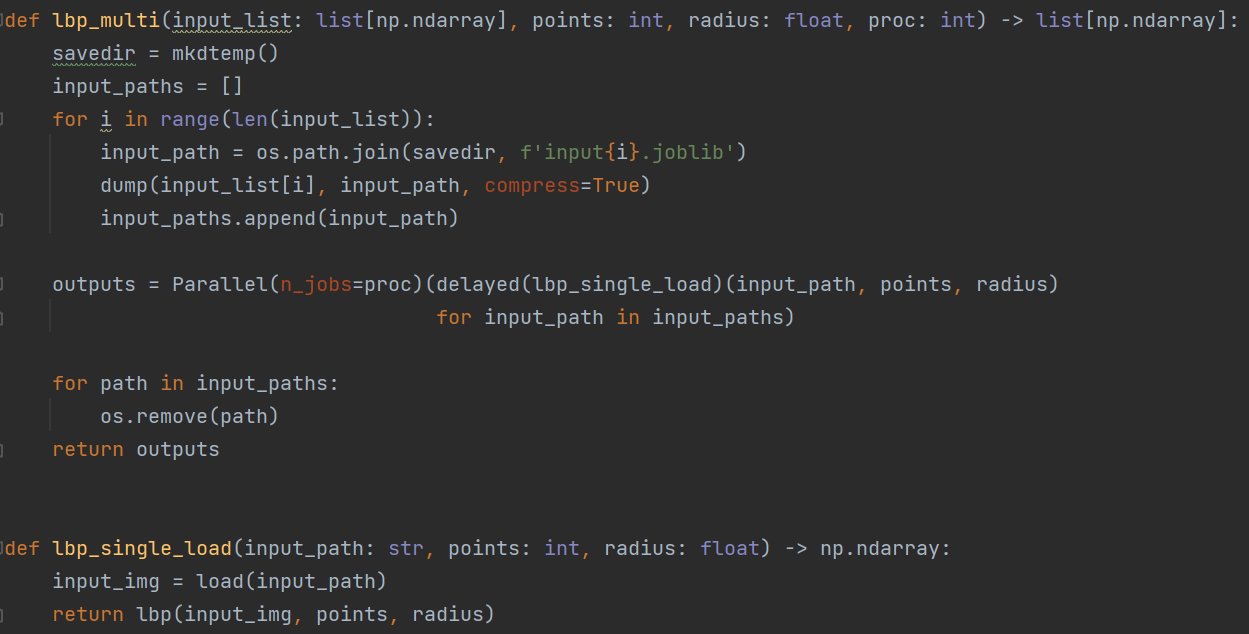 def lbp_multi(input_list: list[np.ndarray], points: int, radius: float, proc: int) -> list[np.ndarray]:
    savedir = mkdtemp()
    input_paths = []
    for i in range(len(input_list)):
        input_path = os.path.join(savedir, f'input{i}.joblib')
        dump(input_list[i], input_path, compress=True)
        input_paths.append(input_path)

    outputs = Parallel(n_jobs=proc)(delayed(lbp_single_load)(input_path, points, radius)
                                    for input_path in input_paths)

    for path in input_paths:
        os.remove(path)
    return outputs


def lbp_single_load(input_path: str, points: int, radius: float) -> np.ndarray:
    input_img = load(input_path)
    return lbp(input_img, points, radius)